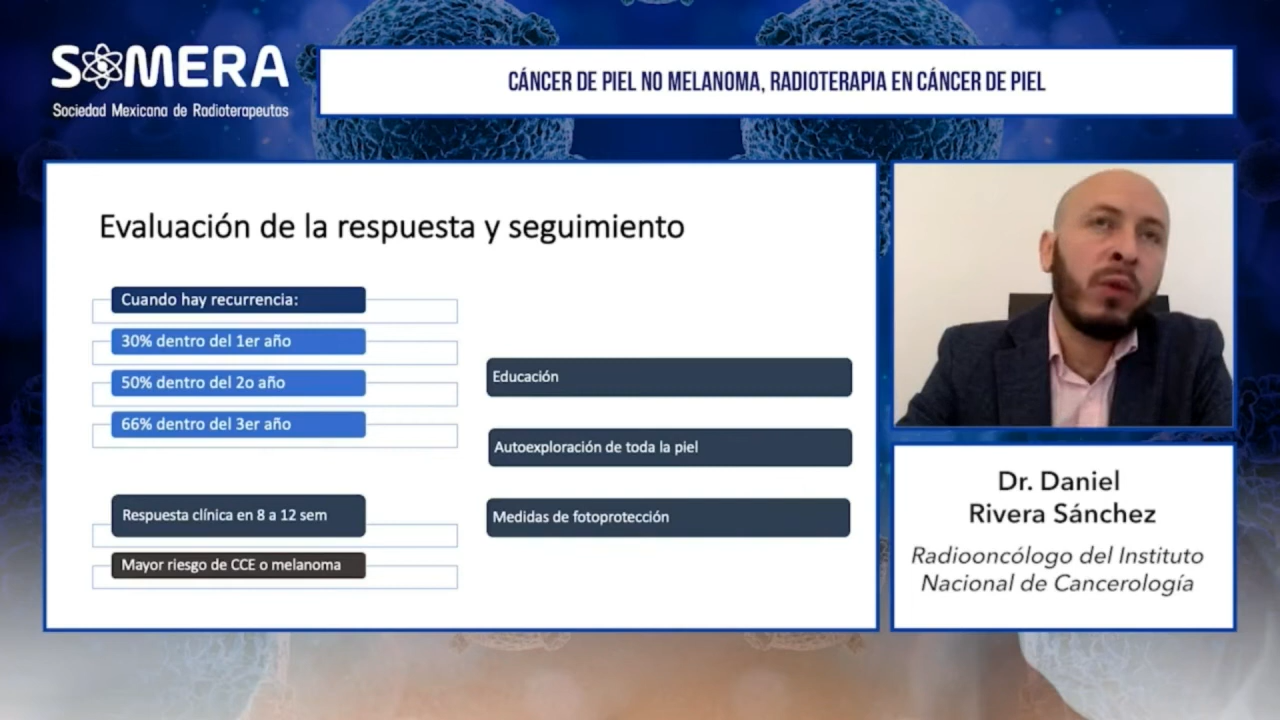 SOMERA
Sociedad Mexicana de Radioterapeutas
CÁNCER DE PIEL NO MELANOMA, RADIOTERAPIA EN CÁNCER DE PIEL
Evaluación de la respuesta y seguimiento
Cuando hay recurrencia:
30% dentro del 1er año
50% dentro del 2o año
66% dentro del 3er año
Respuesta clínica en 8 a 12 sem
Mayor riesgo de CCE o melanoma
Educación
Autoexploración de toda la piel
Medidas de fotoprotección
Dr. Daniel
Rivera Sánchez
Radiooncólogo del Instituto
Nacional de Cancerología